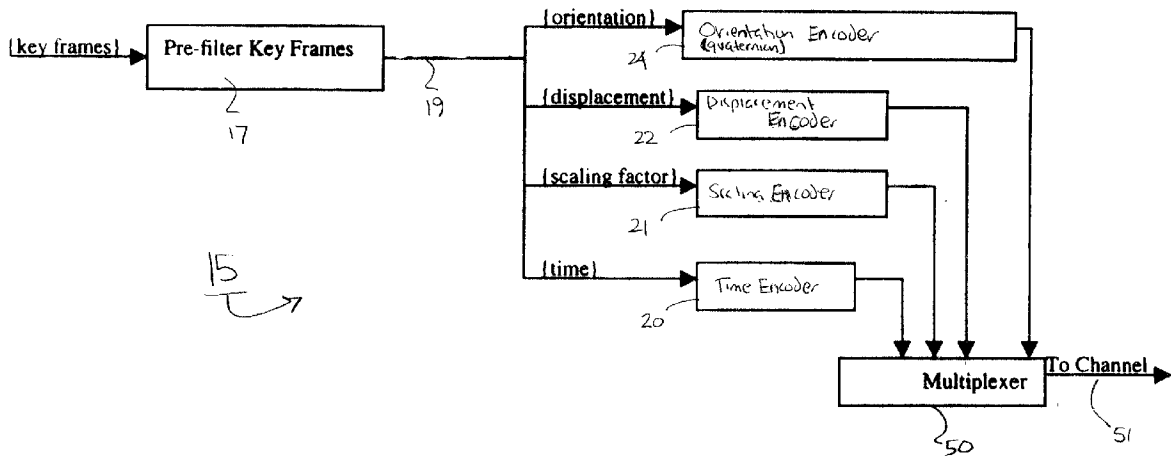 {key frames}
Pre-filter Key Frames
17
19
{orientation}
Orientation Encoder
(quaternion)
24
{displacement}
Displacement
Encoder
22
{scaling factor}
Scaling Encoder
21
{time}
Time Encoder
20
15
Multiplexer
50
To Channel
51